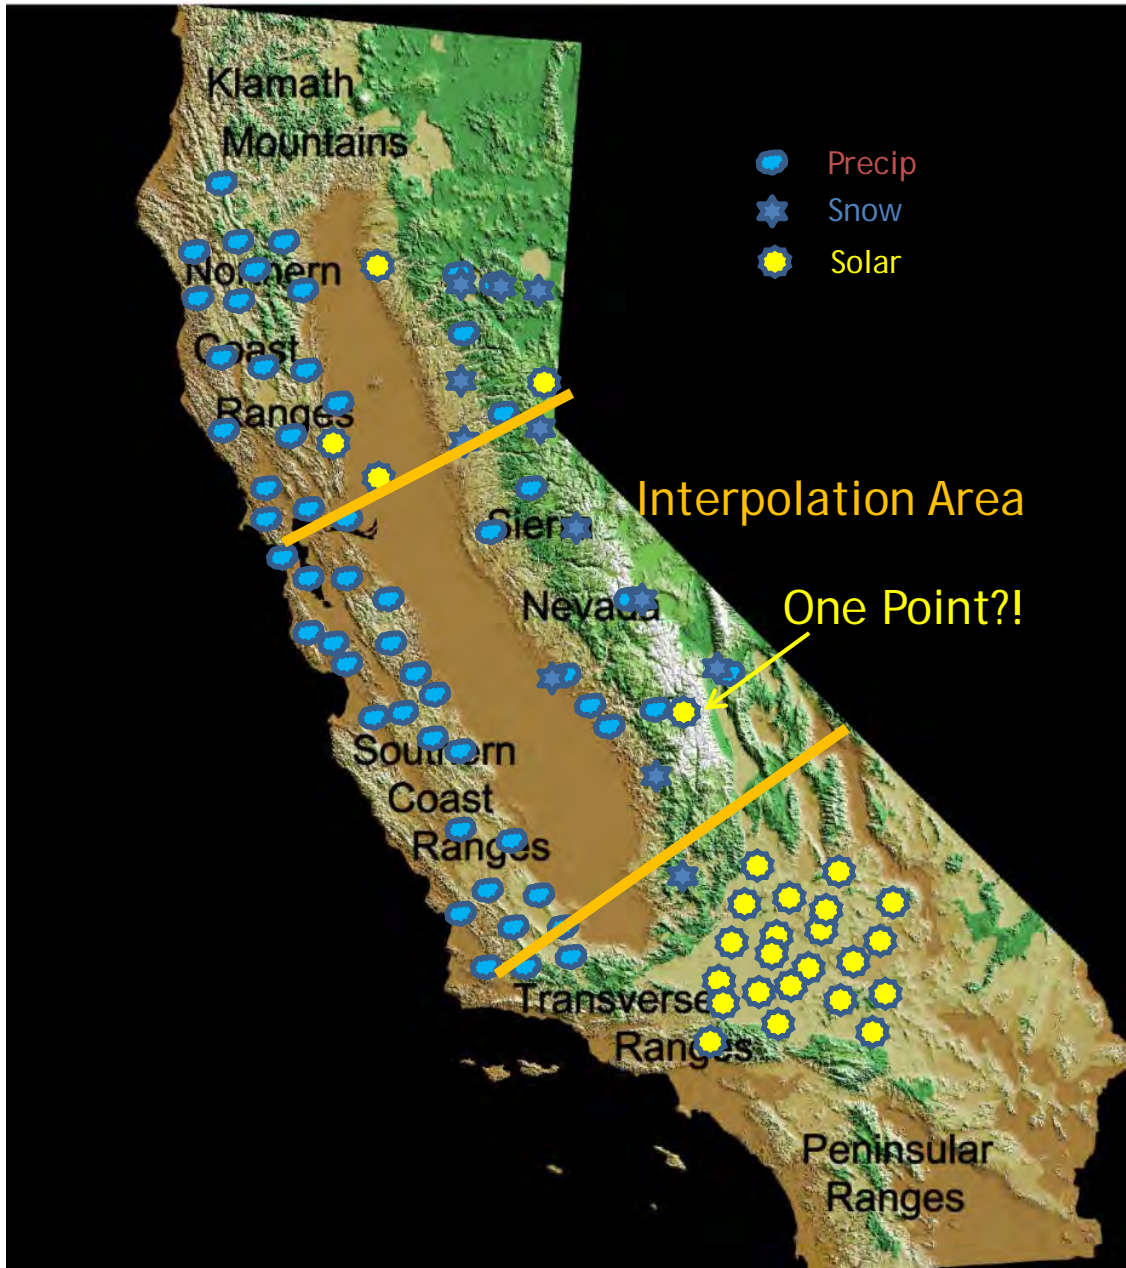 Klamath
Mountains
Precip
Snow
Solar
Northern
Coast
Ranges
Interpolation Area
Sierra
Nevada
One Point?!
Southern
Coast
Ranges
Transverse
Ranges
Peninsular
Ranges